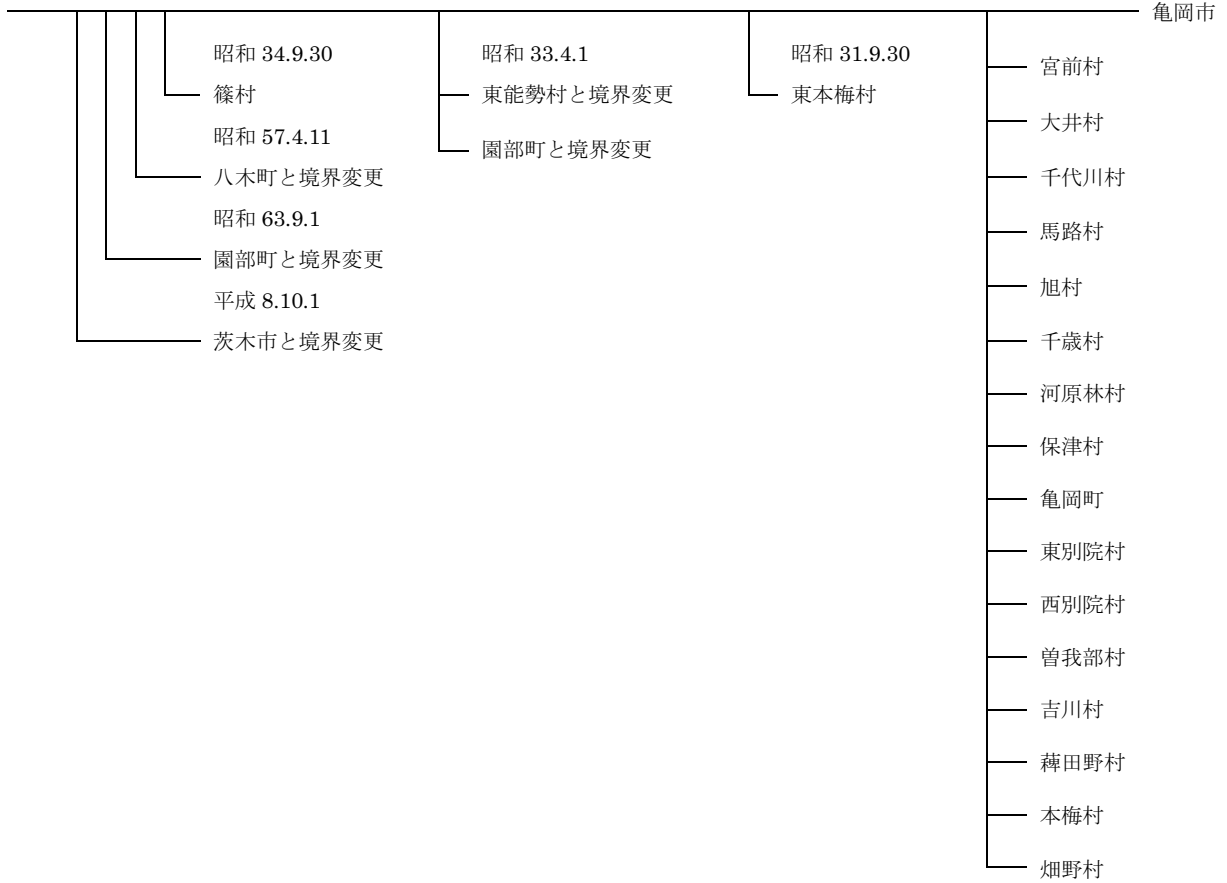 亀岡市
宮前村
大井村
千代川村
馬路村
旭村
千歳村
河原林村
保津村
亀岡町
東別院村
西別院村
曽我部村
吉川村
薭田野村
本梅村
畑野村
昭和 31.9.30
東本梅村
昭和 33.4.1
東能勢村と境界変更
園部町と境界変更
昭和 34.9.30
篠村
昭和 57.4.11
八木町と境界変更
昭和 63.9.1
園部町と境界変更
平成 8.10.1
茨木市と境界変更